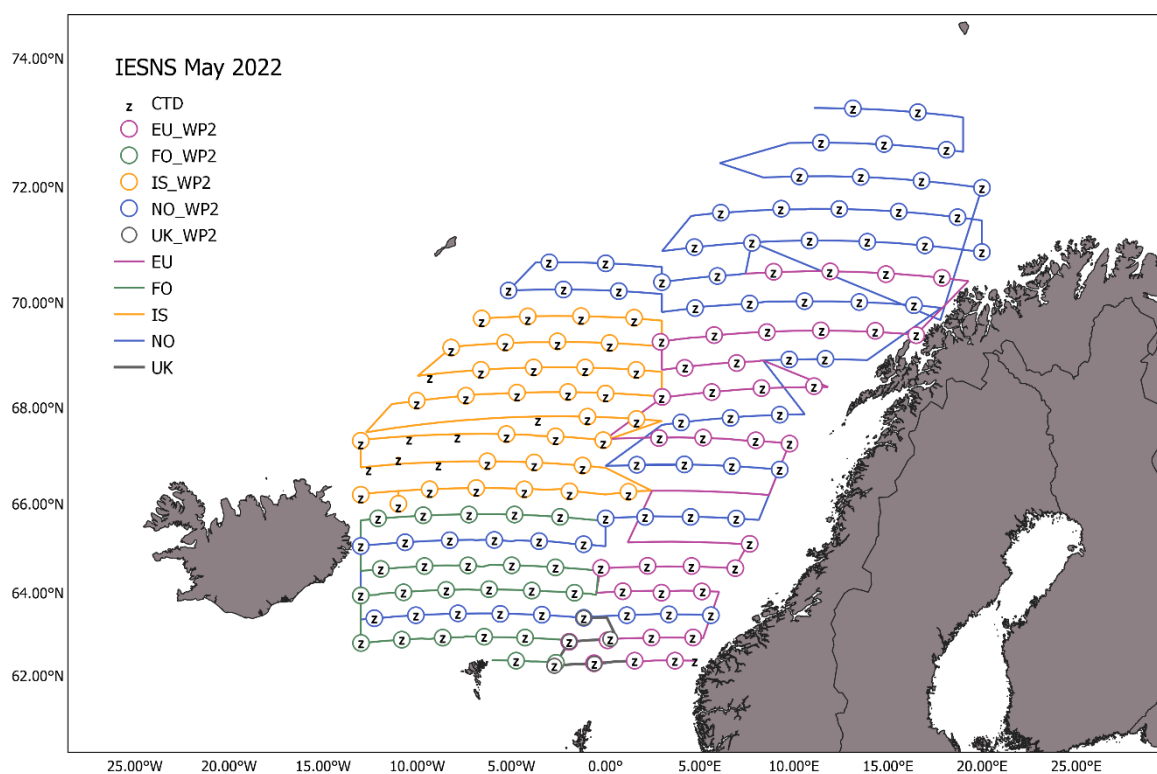 IESNS May 2022
z CTD
EU_WP2
FO_WP2
IS_WP2
NO_WP2
UK_WP2
EU
FO
IS
NO
UK
74.00°N
72.00°N
70.00°N
68.00°N
66.00°N
64.00°N
62.00°N
25.00°W 20.00°W 15.00°W 10.00°W 5.00°W 0.00° 5.00°E 10.00°E 15.00°E 20.00°E 25.00°E